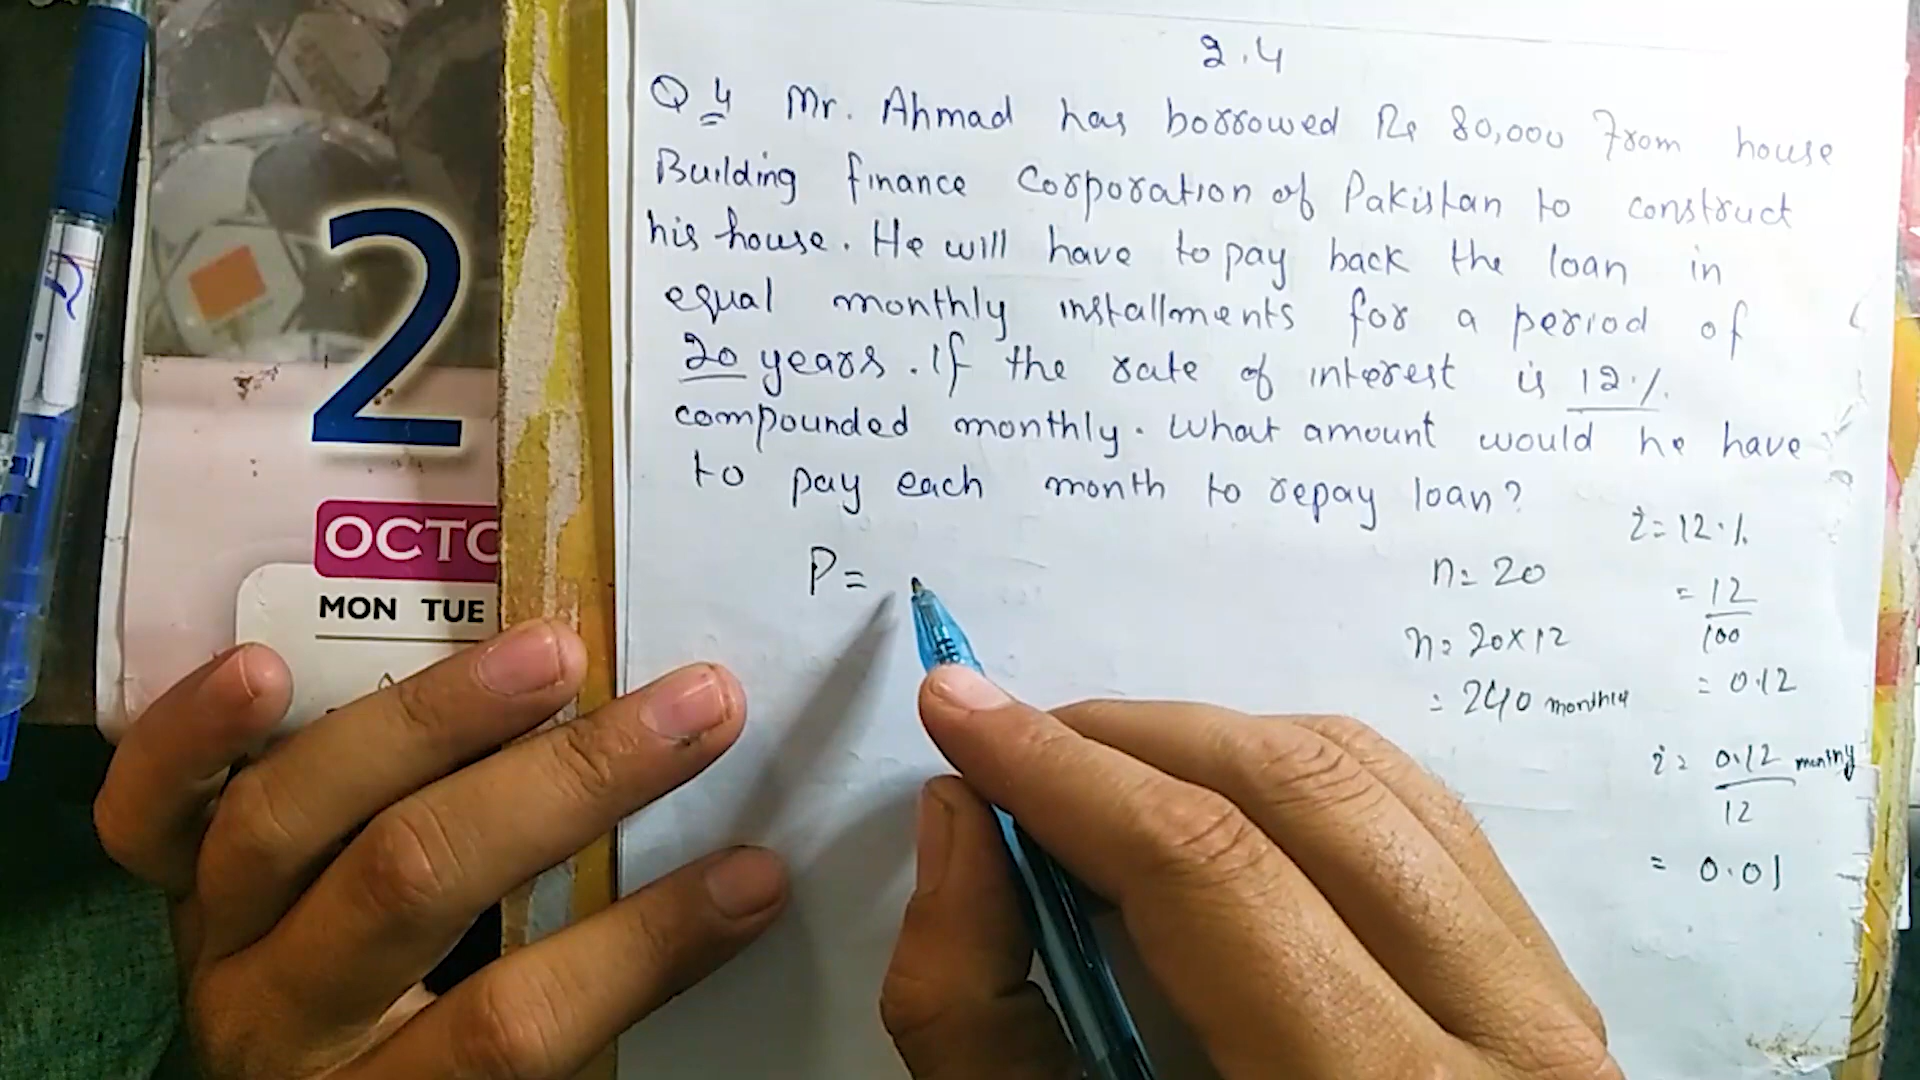 2
OCTO
MON TUE
2.4
Q 4 Mr. Ahmad has borrowed Rs 80,000 from house
Building finance Corporation of Pakistan to construct
his house. He will have to pay back the loan in
equal monthly installments for a period of
20 years. If the rate of interest is 12%.
compounded monthly. What amount would he have
to pay each month to repay loan?
P=
n= 20
n= 20x12
= 240 monthly
i= 12%
= 12
100
= 0.12
i= 0.12 monthy
12
= 0.01